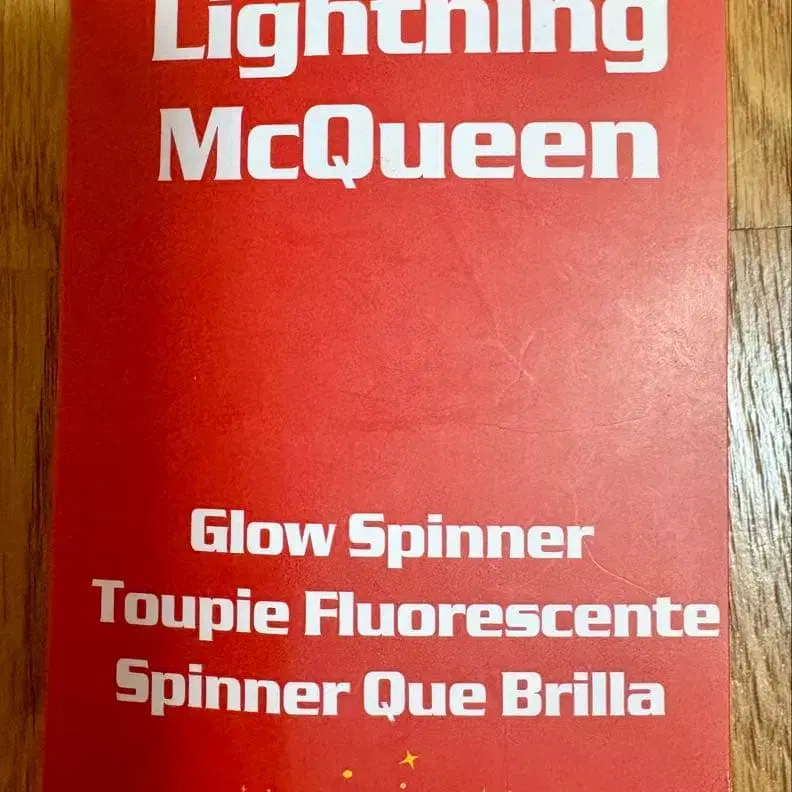 Lightning
McQueen
Glow Spinner
Toupie Fluorescente
Spinner Que Brilla